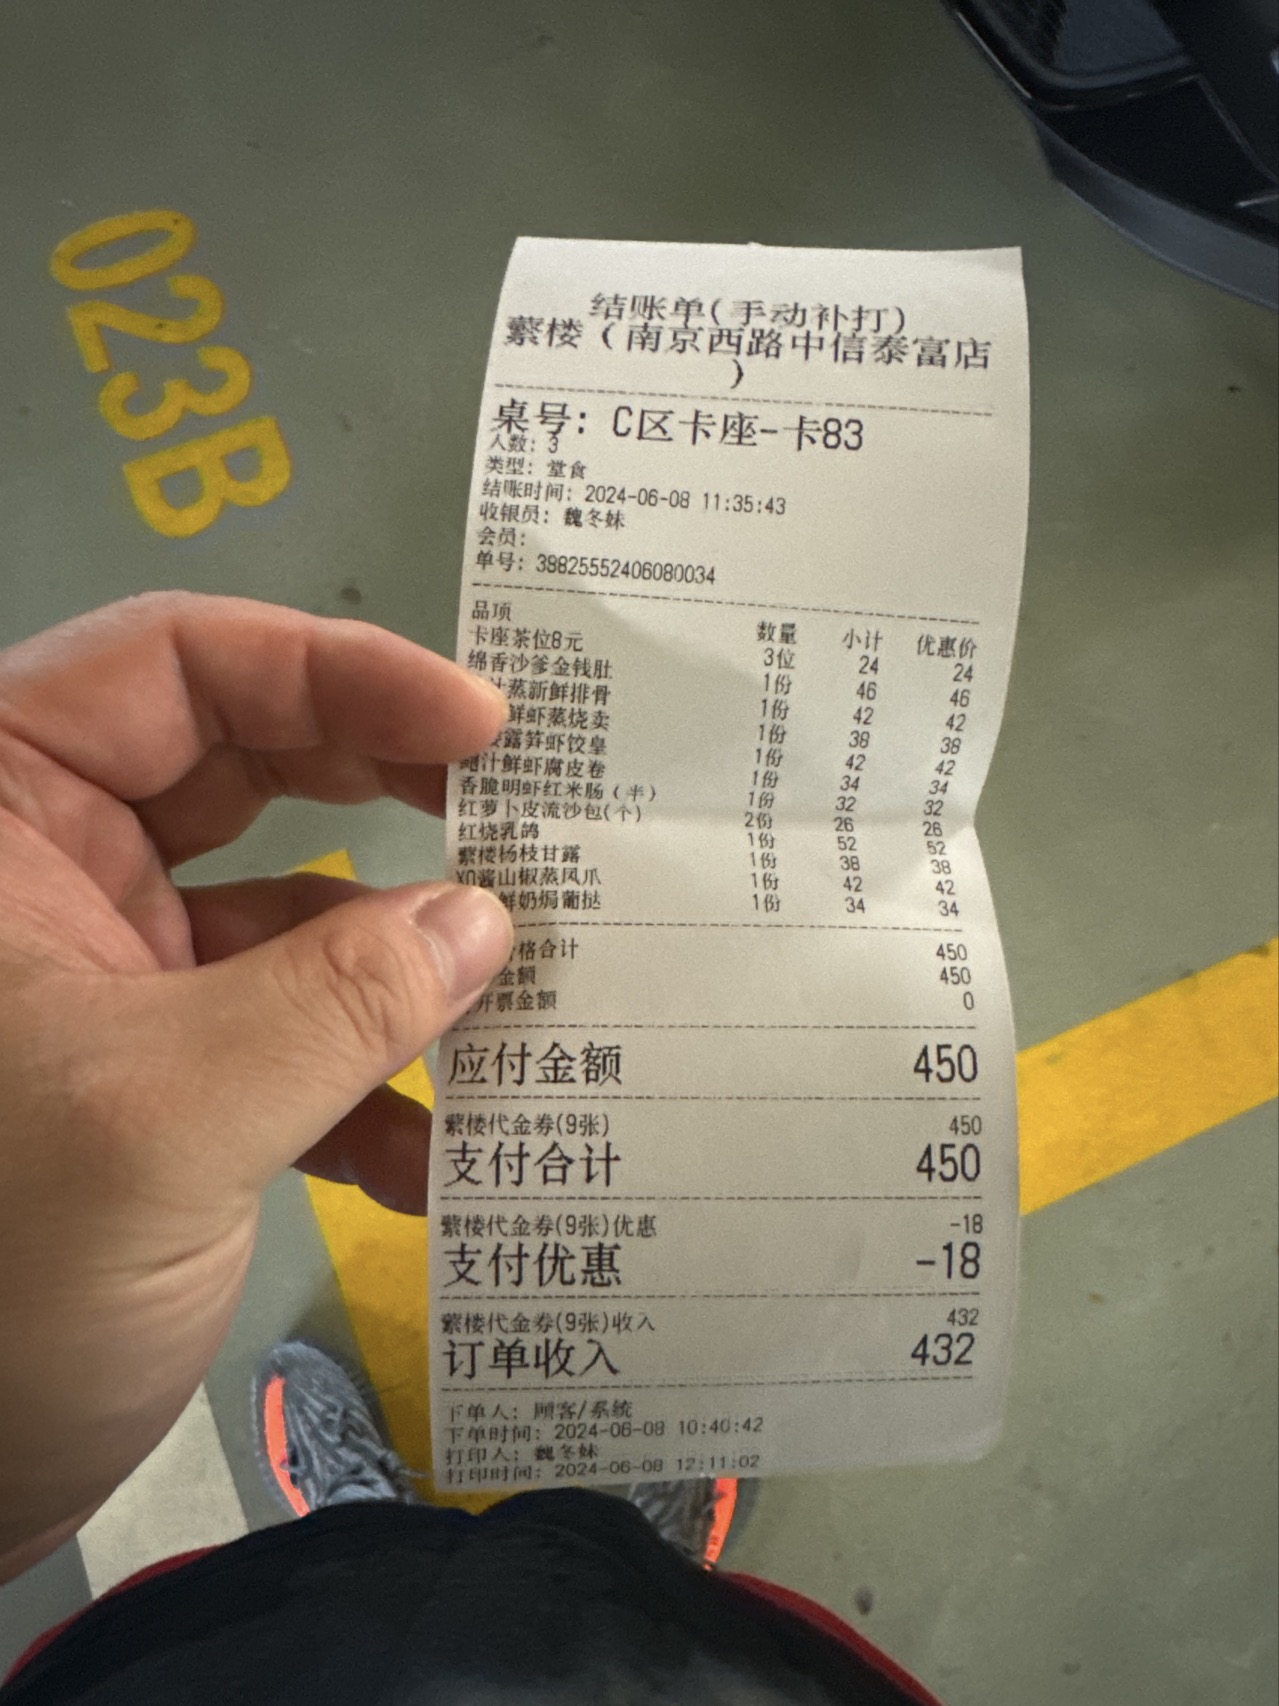 023B
结账单(手动补打)
蘩楼(南京西路中信泰富店
)
桌号: C区卡座-卡83
人数: 3
类型: 堂食
结账时间: 2024-06-08 11:35:43
收银员: 魏冬妹
会员:
单号: 39825552406080034
品项 数量 小计 优惠价
卡座茶位8元 3位 24 24
绵香沙爹金钱肚 1份 46 46
汁蒸新鲜排骨 1份 42 42
鲜虾蒸烧卖 1份 38 38
露笋虾饺皇 1份 42 42
鲍汁鲜虾腐皮卷 1份 34 34
香脆明虾红米肠(半) 1份 32 32
红萝卜皮流沙包(个) 2份 26 26
红烧乳鸽 1份 52 52
蘩楼杨枝甘露 1份 38 38
XO酱山椒蒸凤爪 1份 42 42
鲜奶焗葡挞 1份 34 34
价格合计 450
金额 450
开票金额 0
应付金额 450
蘩楼代金券(9张) 450
支付合计 450
蘩楼代金券(9张)优惠 -18
支付优惠 -18
蘩楼代金券(9张)收入 432
订单收入 432
下单人: 顾客/系统
下单时间: 2024-06-08 10:40:42
打印人: 魏冬妹
打印时间: 2024-06-08 12:11:02